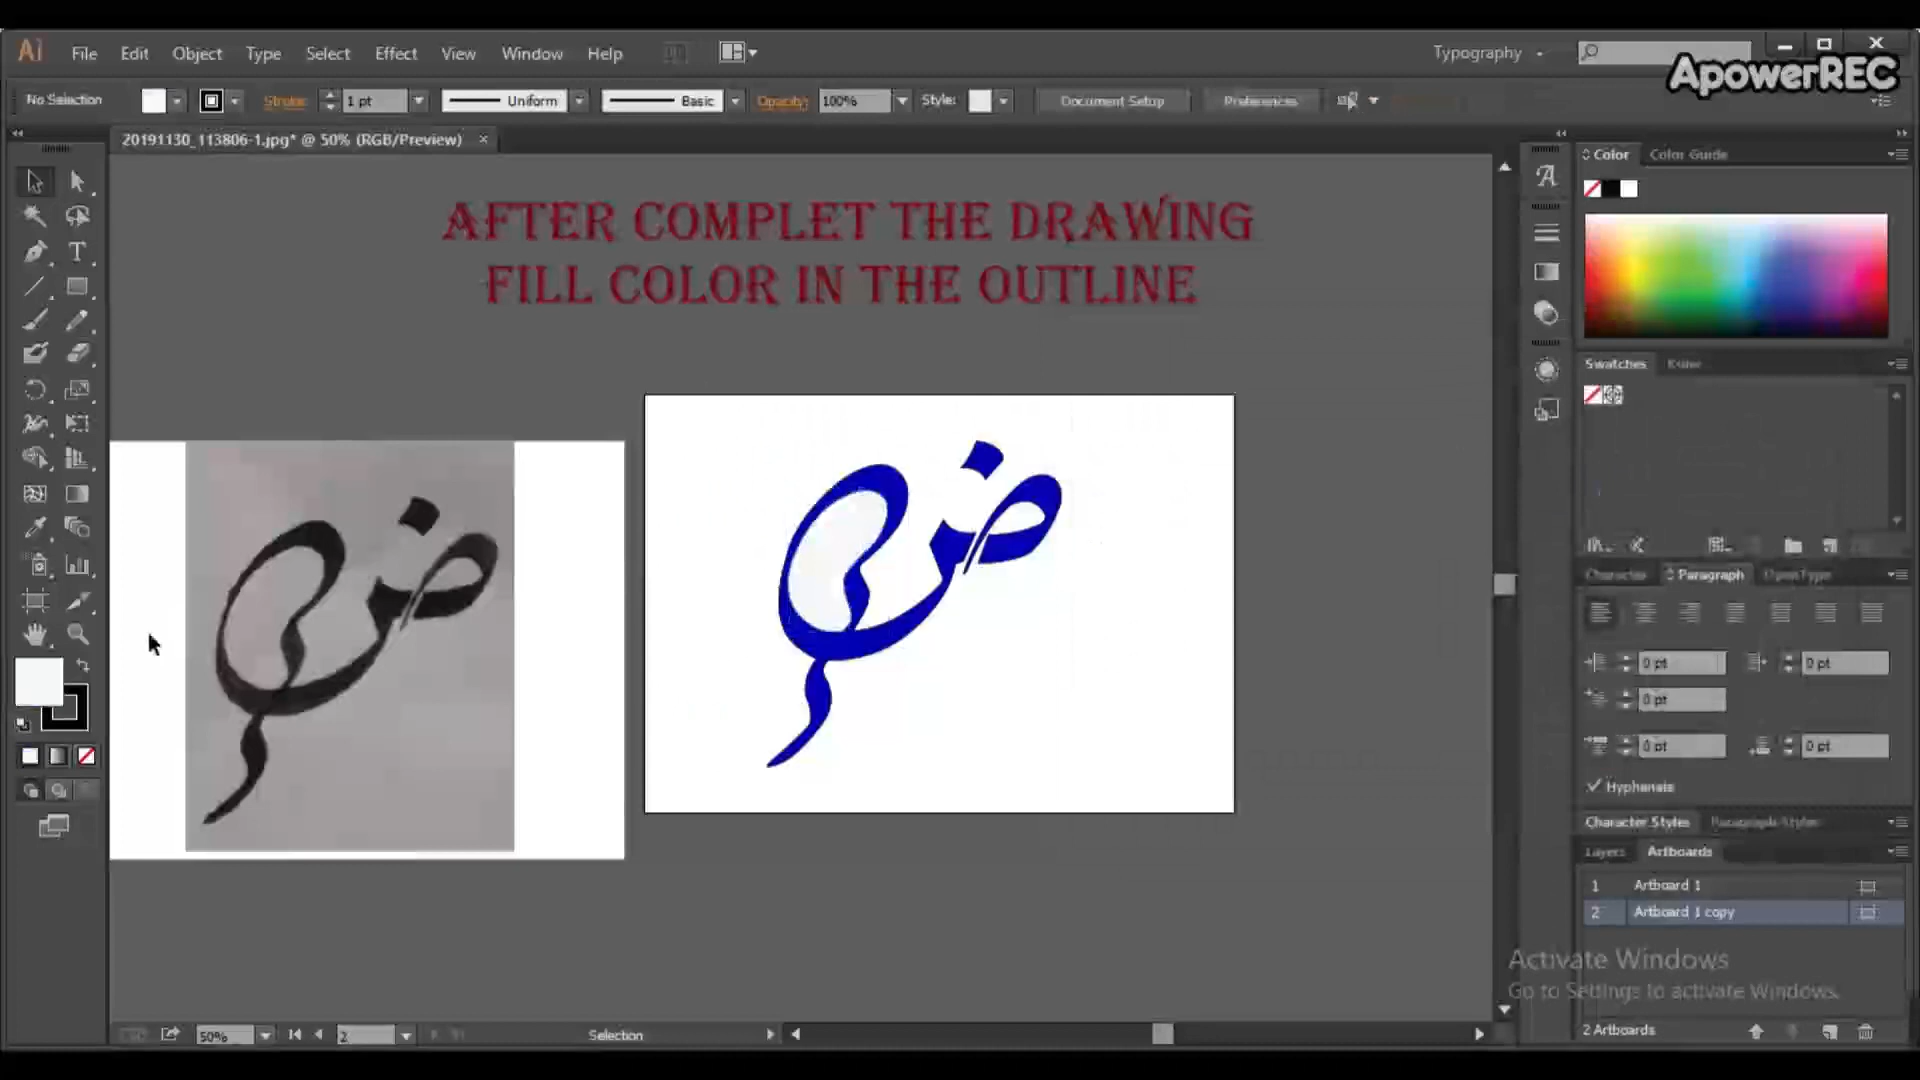 Ai File Edit Object Type Select Effect View Window Help Typography
ApowerREC
No Selection Stroke: 1 pt Uniform Basic Opacity: 100% Style: Document Setup Preferences
20191130_113806-1.jpg* @ 50% (RGB/Preview)
Color Color Guide
AFTER COMPLET THE DRAWING
FILL COLOR IN THE OUTLINE
Swatches Kuler
Character Paragraph OpenType
0 pt 0 pt
0 pt
0 pt 0 pt
Hyphenate
Character Styles Paragraph Styles
Layers Artboards
1 Artboard 1
2 Artboard 1 copy
Activate Windows
Go to Settings to activate Windows.
50% 2 Selection
2 Artboards